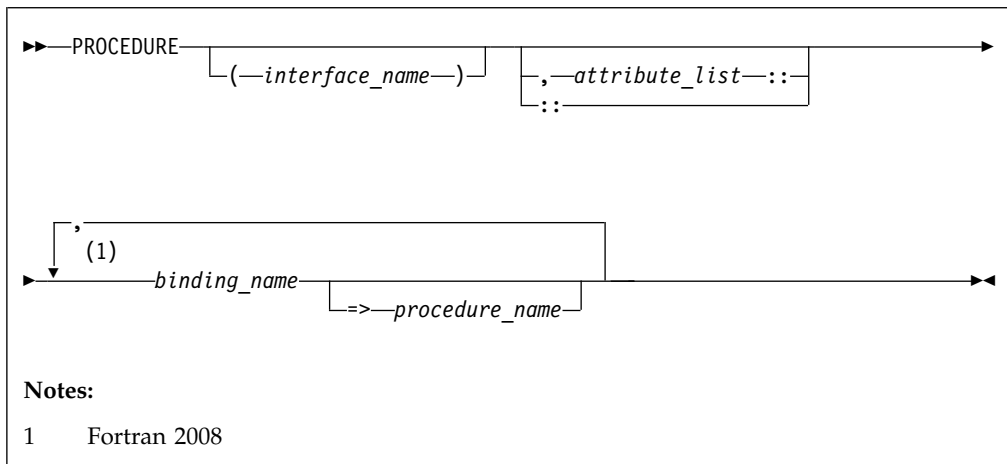 PROCEDURE
( interface_name )
, attribute_list ::
::
,
(1)
binding_name
=> procedure_name
Notes:
1 Fortran 2008